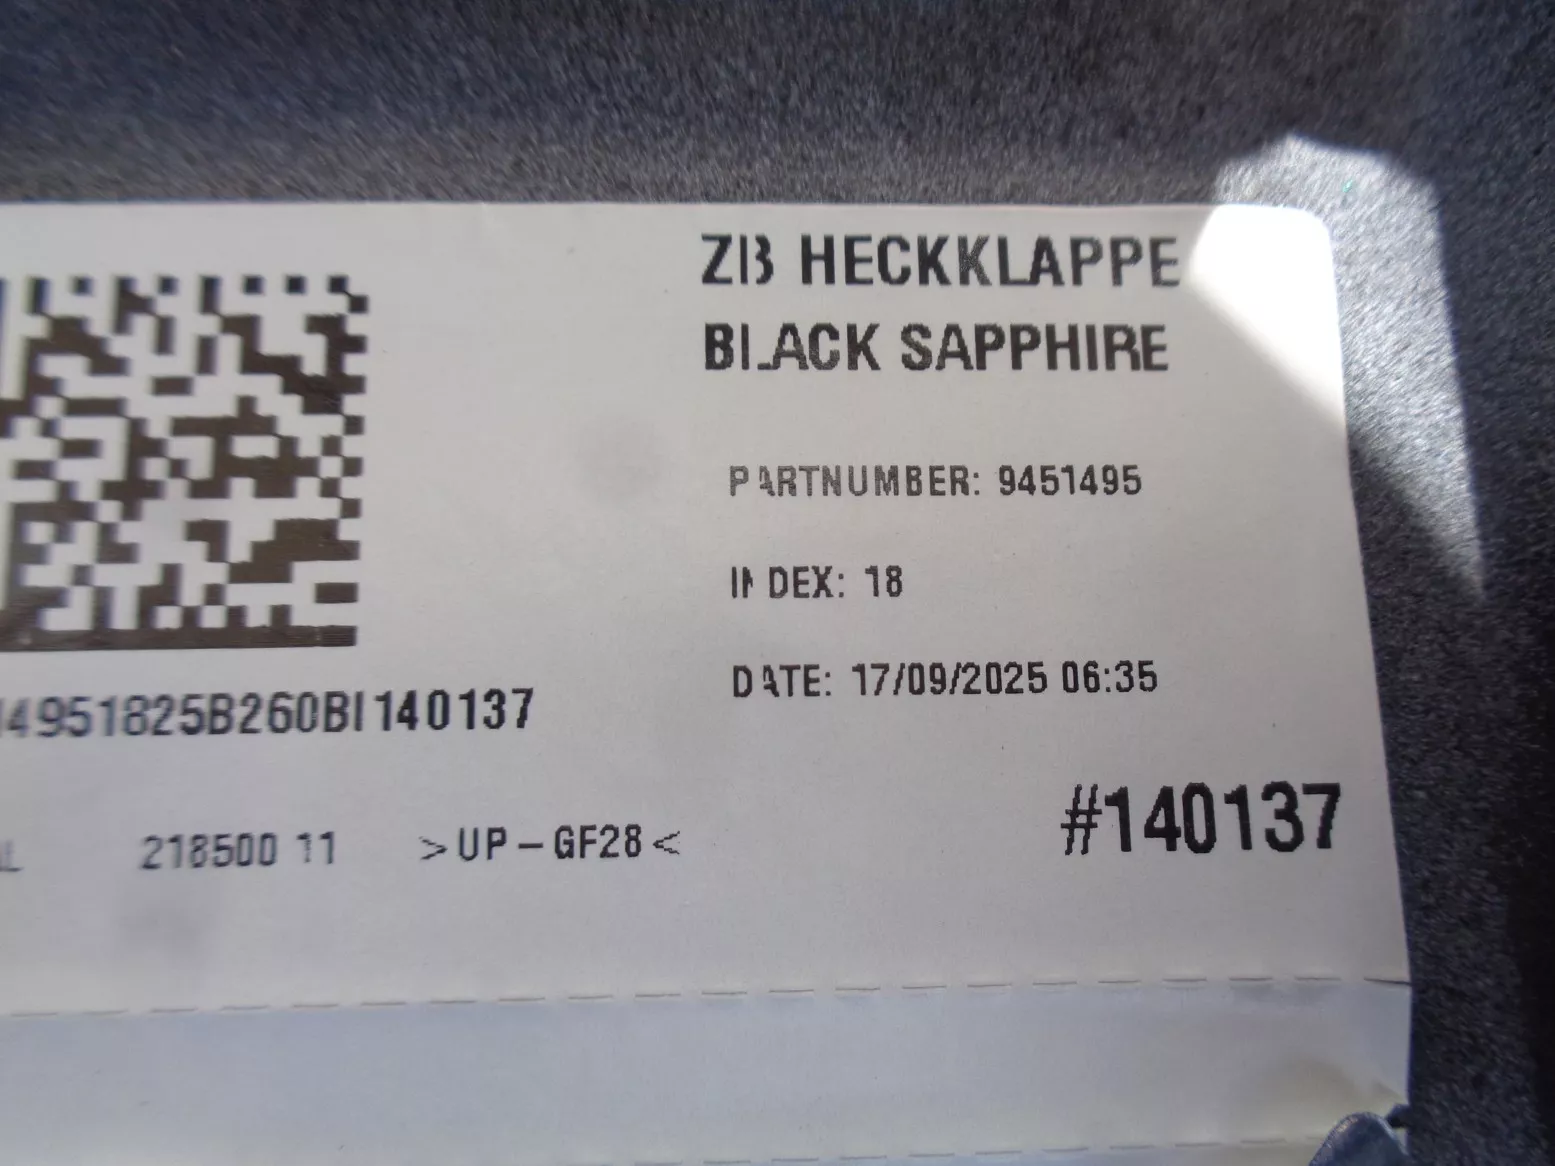 ZB HECKKLAPPE
BLACK SAPPHIRE
PARTNUMBER: 9451495
INDEX: 18
DATE: 17/09/2025 06:35
4951825B260BI140137
218500 11 >UP-GF28<
#140137